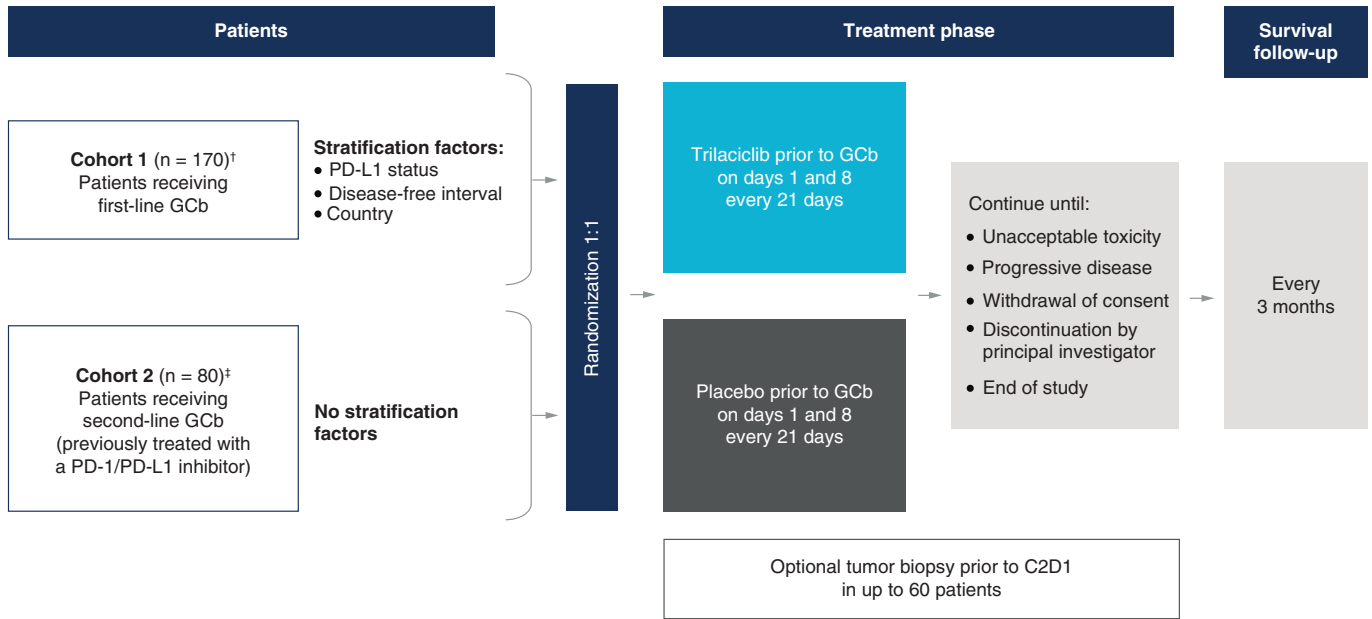 Patients
Treatment phase
Survival
follow-up
Cohort 1 (n = 170)†
Patients receiving
first-line GCb
Stratification factors:
• PD-L1 status
• Disease-free interval
• Country
Cohort 2 (n = 80)‡
Patients receiving
second-line GCb
(previously treated with
a PD-1/PD-L1 inhibitor)
No stratification
factors
Randomization 1:1
Trilaciclib prior to GCb
on days 1 and 8
every 21 days
Placebo prior to GCb
on days 1 and 8
every 21 days
Continue until:
• Unacceptable toxicity
• Progressive disease
• Withdrawal of consent
• Discontinuation by
principal investigator
• End of study
Every
3 months
Optional tumor biopsy prior to C2D1
in up to 60 patients